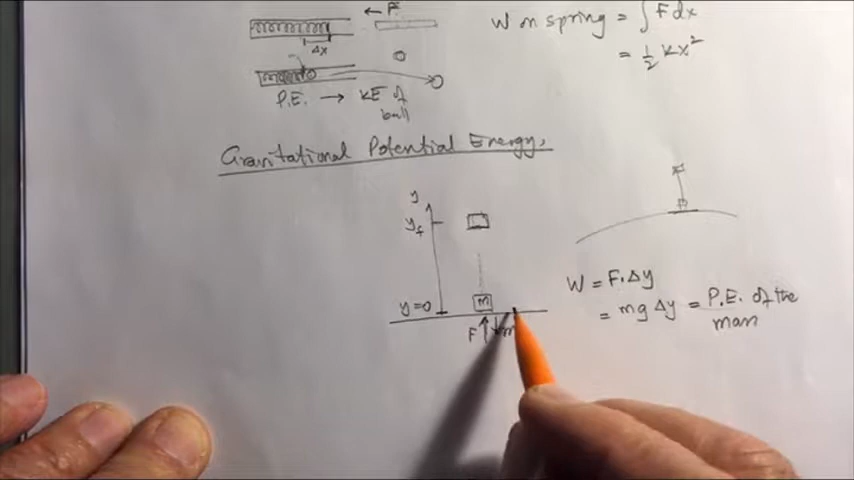 ← F
Δx
W on spring = ∫ F dx
= 1/2 kx²
P.E. → KE of
ball
Gravitational Potential Energy.
y
y_f
y=0
m
F
W = F.Δy
= mg Δy = P.E. of the
mass